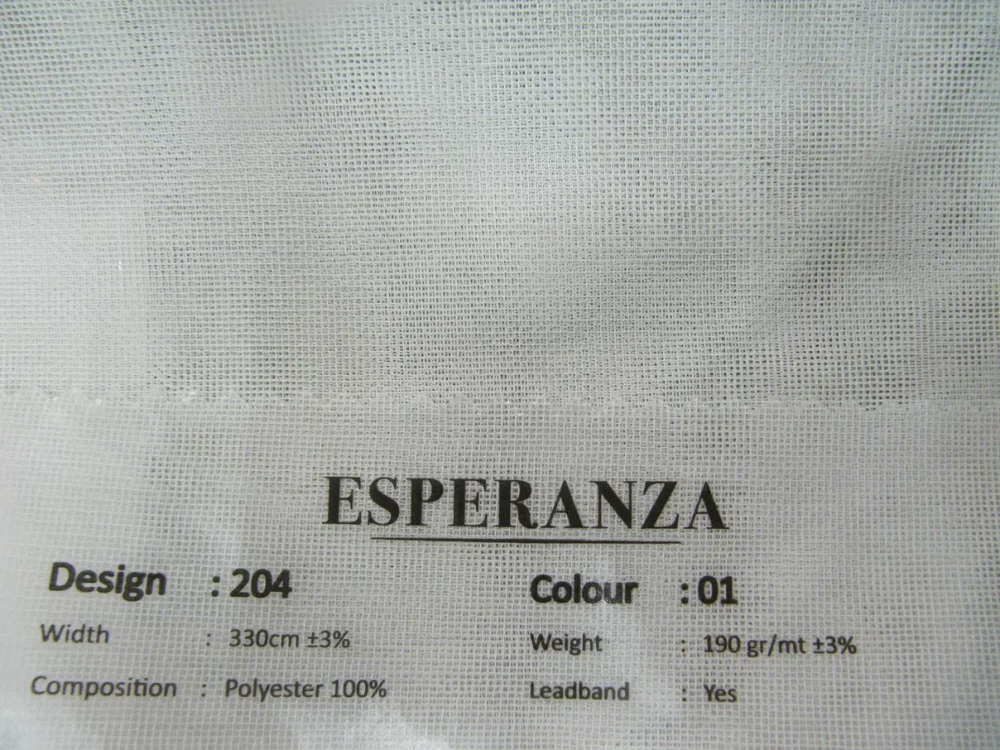 ESPERANZA
Design : 204 Colour : 01
Width : 330cm ±3% Weight : 190 gr/mt ±3%
Composition : Polyester 100% Leadband : Yes